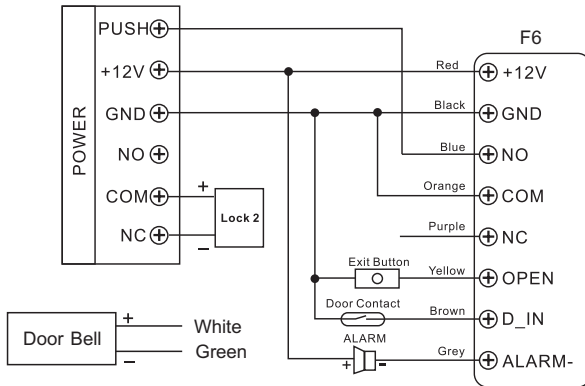 F6
POWER
PUSH
+12V
GND
NO
COM
NC
+
Lock 2
–
Red
+12V
Black
GND
Blue
NO
Orange
COM
Purple
NC
Exit Button
Yellow
OPEN
Door Contact
Brown
D_IN
ALARM
+
-
Grey
ALARM-
Door Bell
+
White
–
Green